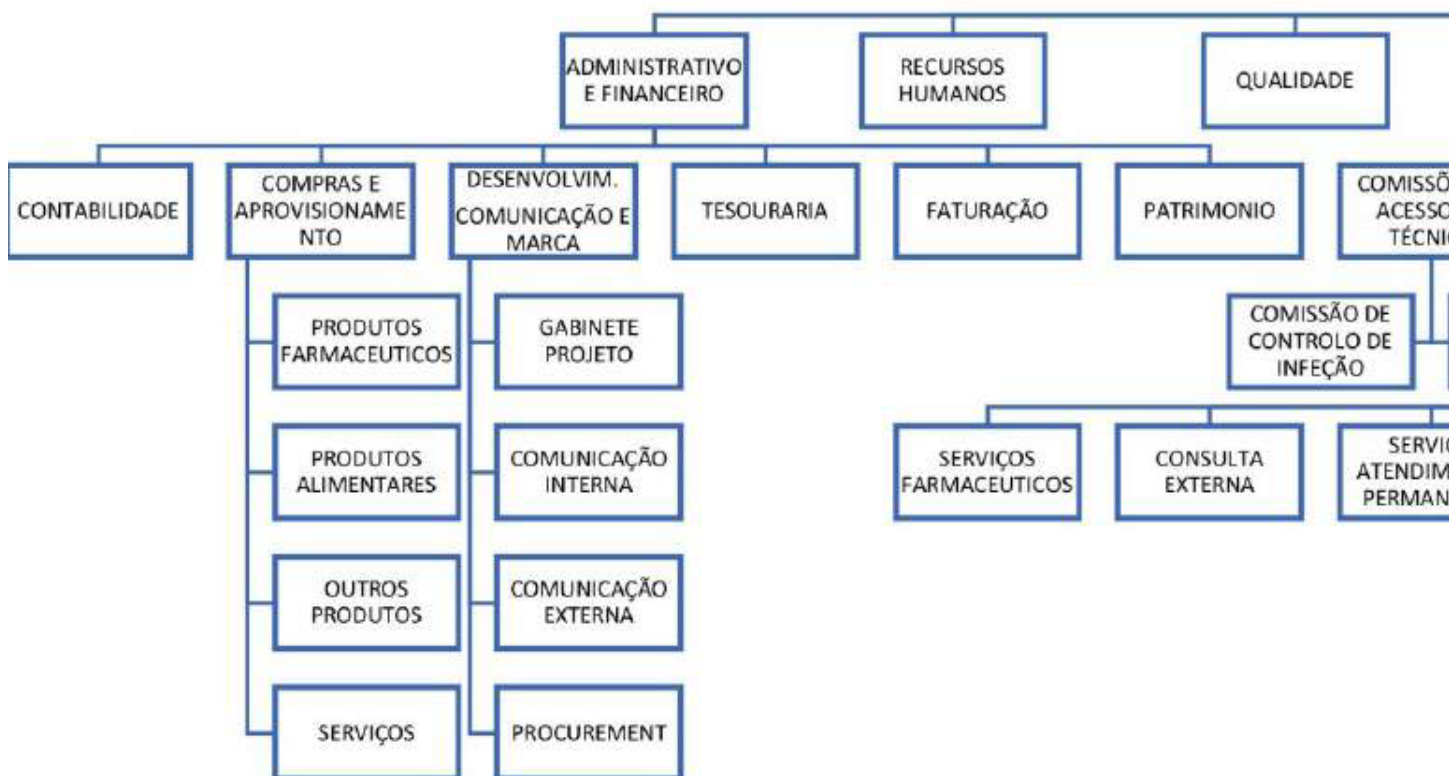 ADMINISTRATIVO
E FINANCEIRO
RECURSOS
HUMANOS
QUALIDADE
CONTABILIDADE
COMPRAS E
APROVISIONAME
NTO
DESENVOLVIM.
COMUNICAÇÃO E
MARCA
TESOURARIA
FATURAÇÃO
PATRIMONIO
TÉCNI
PRODUTOS
FARMACEUTICOS
GABINETE
PROJETO
COMISSÃO DE
CONTROLO DE
INFEÇÃO
PRODUTOS
ALIMENTARES
COMUNICAÇÃO
INTERNA
SERVIÇOS
FARMACEUTICOS
CONSULTA
EXTERNA
OUTROS
PRODUTOS
COMUNICAÇÃO
EXTERNA
SERVIÇOS
PROCUREMENT